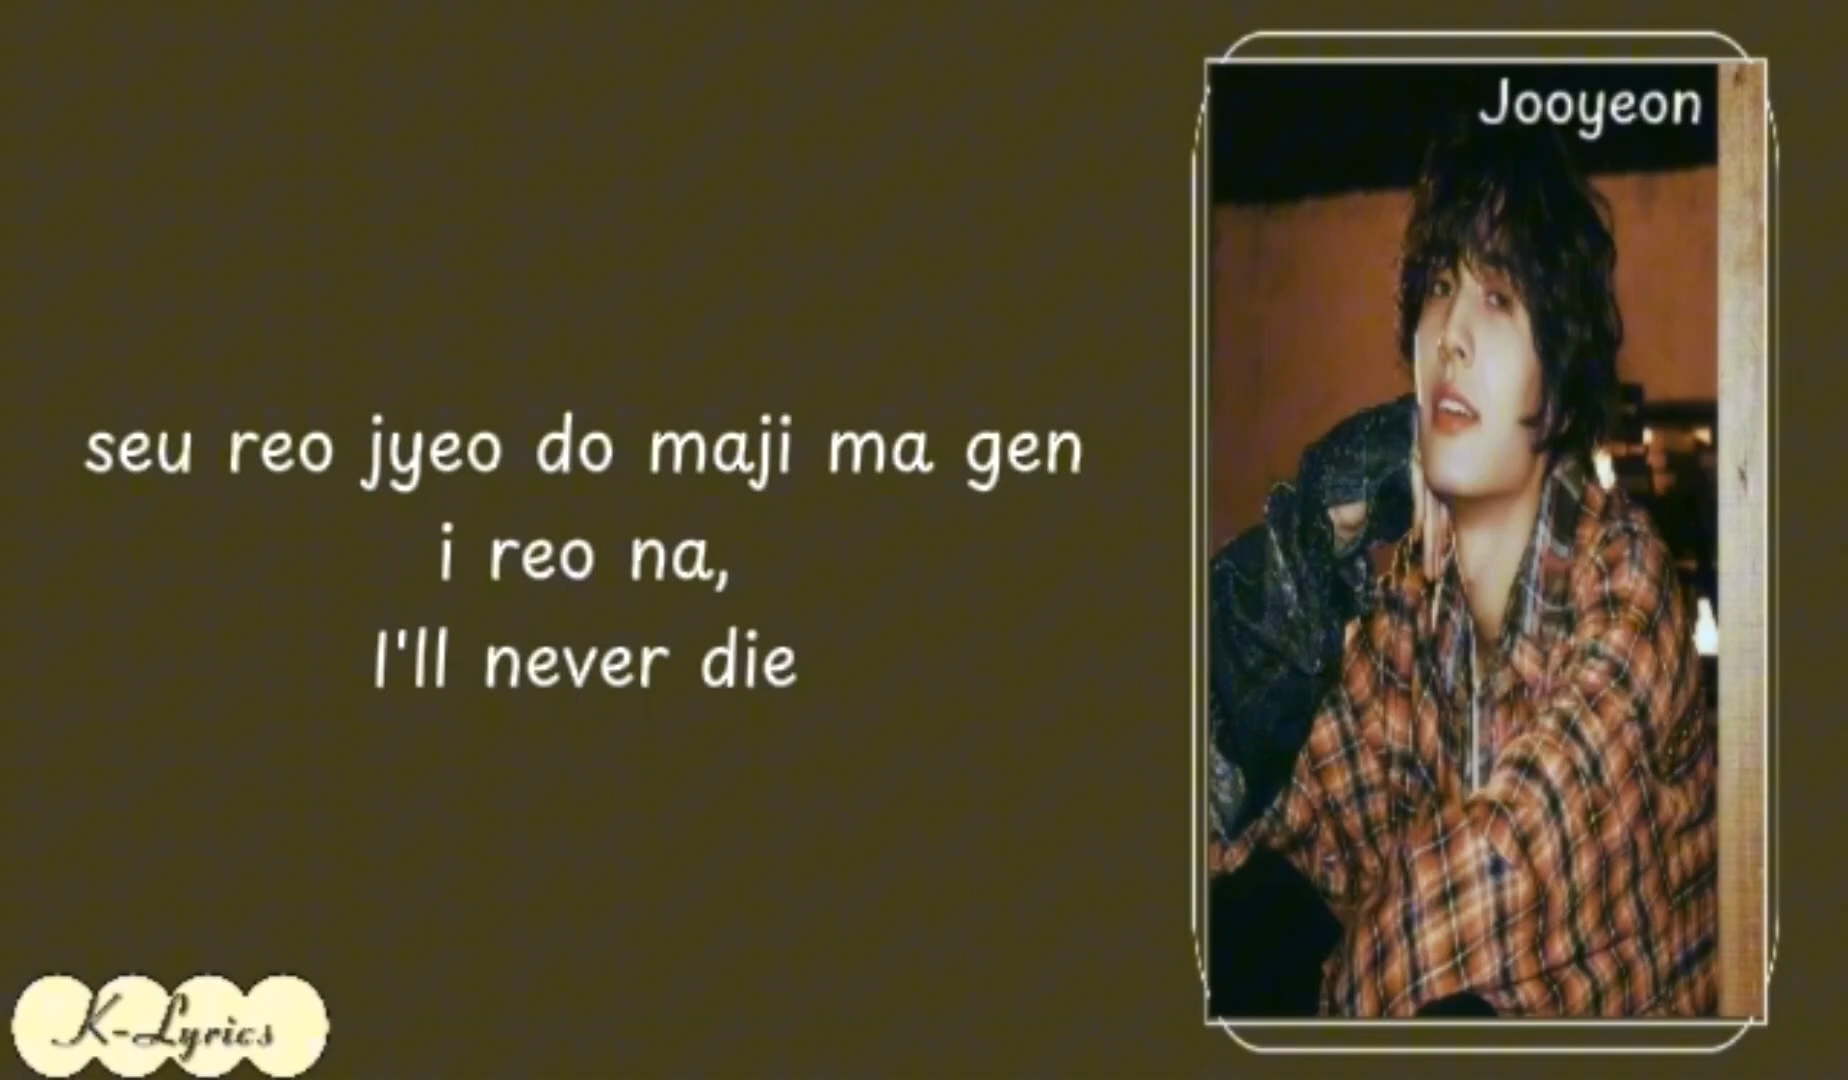 Jooyeon
seu reo jyeo do maji ma gen
i reo na,
I'll never die
K-Lyrics